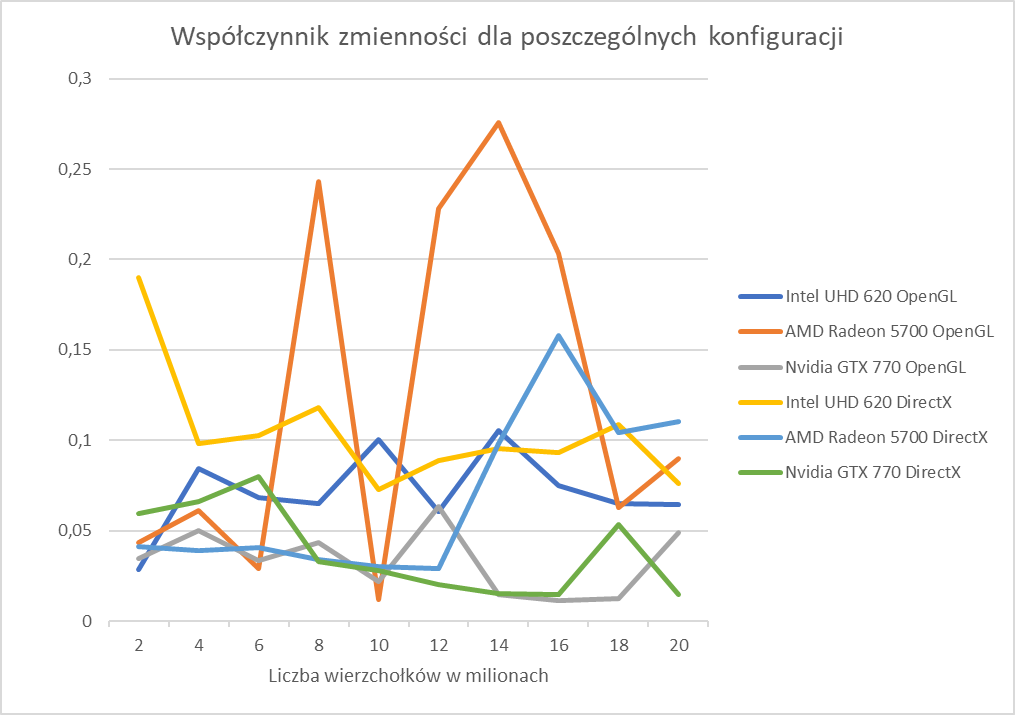 Współczynnik zmienności dla poszczególnych konfiguracji
0,3
0,25
0,2
0,15
0,1
0,05
0
2 4 6 8 10 12 14 16 18 20
Liczba wierzchołków w milionach
Intel UHD 620 OpenGL
AMD Radeon 5700 OpenGL
Nvidia GTX 770 OpenGL
Intel UHD 620 DirectX
AMD Radeon 5700 DirectX
Nvidia GTX 770 DirectX